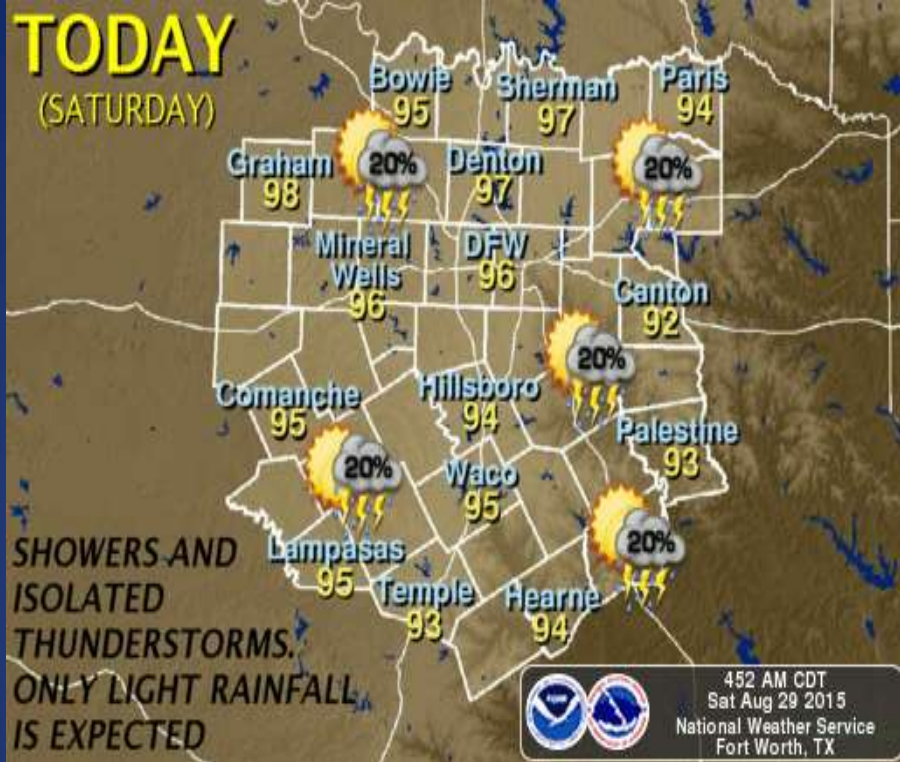 TODAY
(SATURDAY)
Bowie
95
Sherman
97
Paris
94
20%
Graham
98
Denton
97
20%
Mineral
Wells
96
DFW
96
Canton
92
20%
Comanche
95
Hillsboro
94
Palestine
93
20%
Waco
95
20%
Lampasas
95
Temple
93
Hearne
94
SHOWERS AND
ISOLATED
THUNDERSTORMS.
ONLY LIGHT RAINFALL
IS EXPECTED
452 AM CDT
Sat Aug 29 2015
National Weather Service
Fort Worth, TX